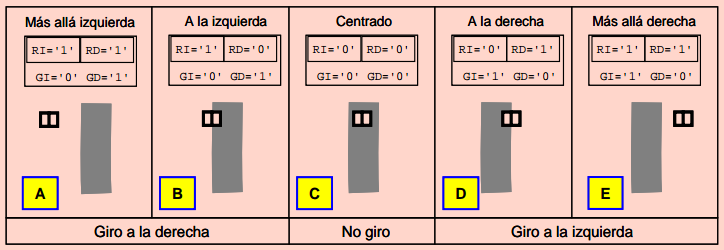 Más allá izquierda
RI='1' RD='1'
GI='0' GD='1'
A
A la izquierda
RI='1' RD='0'
GI='0' GD='1'
B
Centrado
RI='0' RD='0'
GI='0' GD='0'
C
A la derecha
RI='0' RD='1'
GI='1' GD='0'
D
Más allá derecha
RI='1' RD='1'
GI='1' GD='0'
E
Giro a la derecha
No giro
Giro a la izquierda